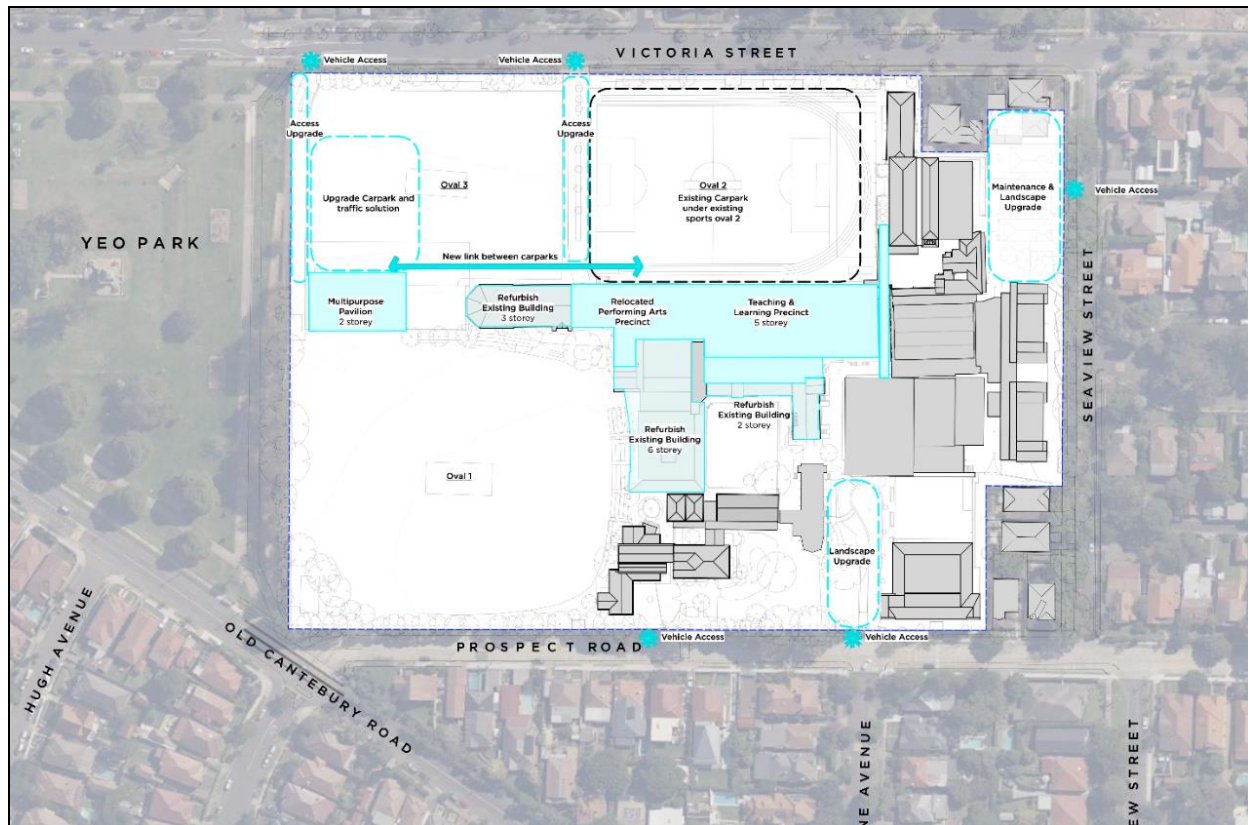 VICTORIA STREET
Vehicle Access
Vehicle Access
Access
Upgrade
Access
Upgrade
Upgrade Carpark and
traffic solution
Oval 3
Oval 2
Existing Carpark
under existing
sports oval 2
Maintenance &
Landscape
Upgrade
Vehicle Access
YEO PARK
New link between carparks
Multipurpose
Pavilion
2 storey
Refurbish
Existing Building
3 storey
Relocated
Performing Arts
Precinct
Teaching &
Learning Precinct
5 storey
SEAVIEW STREET
Refurbish
Existing Building
2 storey
Refurbish
Existing Building
6 storey
Oval 1
Landscape
Upgrade
Vehicle Access
Vehicle Access
PROSPECT ROAD
HUGH AVENUE
OLD CANTEBURY ROAD
NE AVENUE
EW STREET